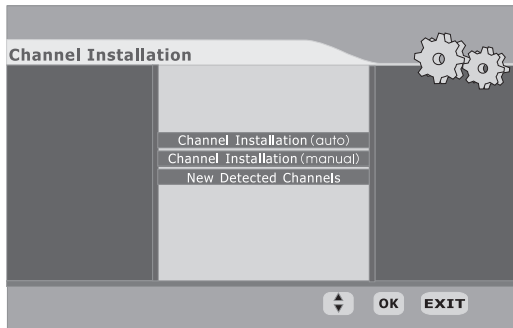 Channel Installation
Channel Installation (auto)
Channel Installation (manual)
New Detected Channels
OK EXIT